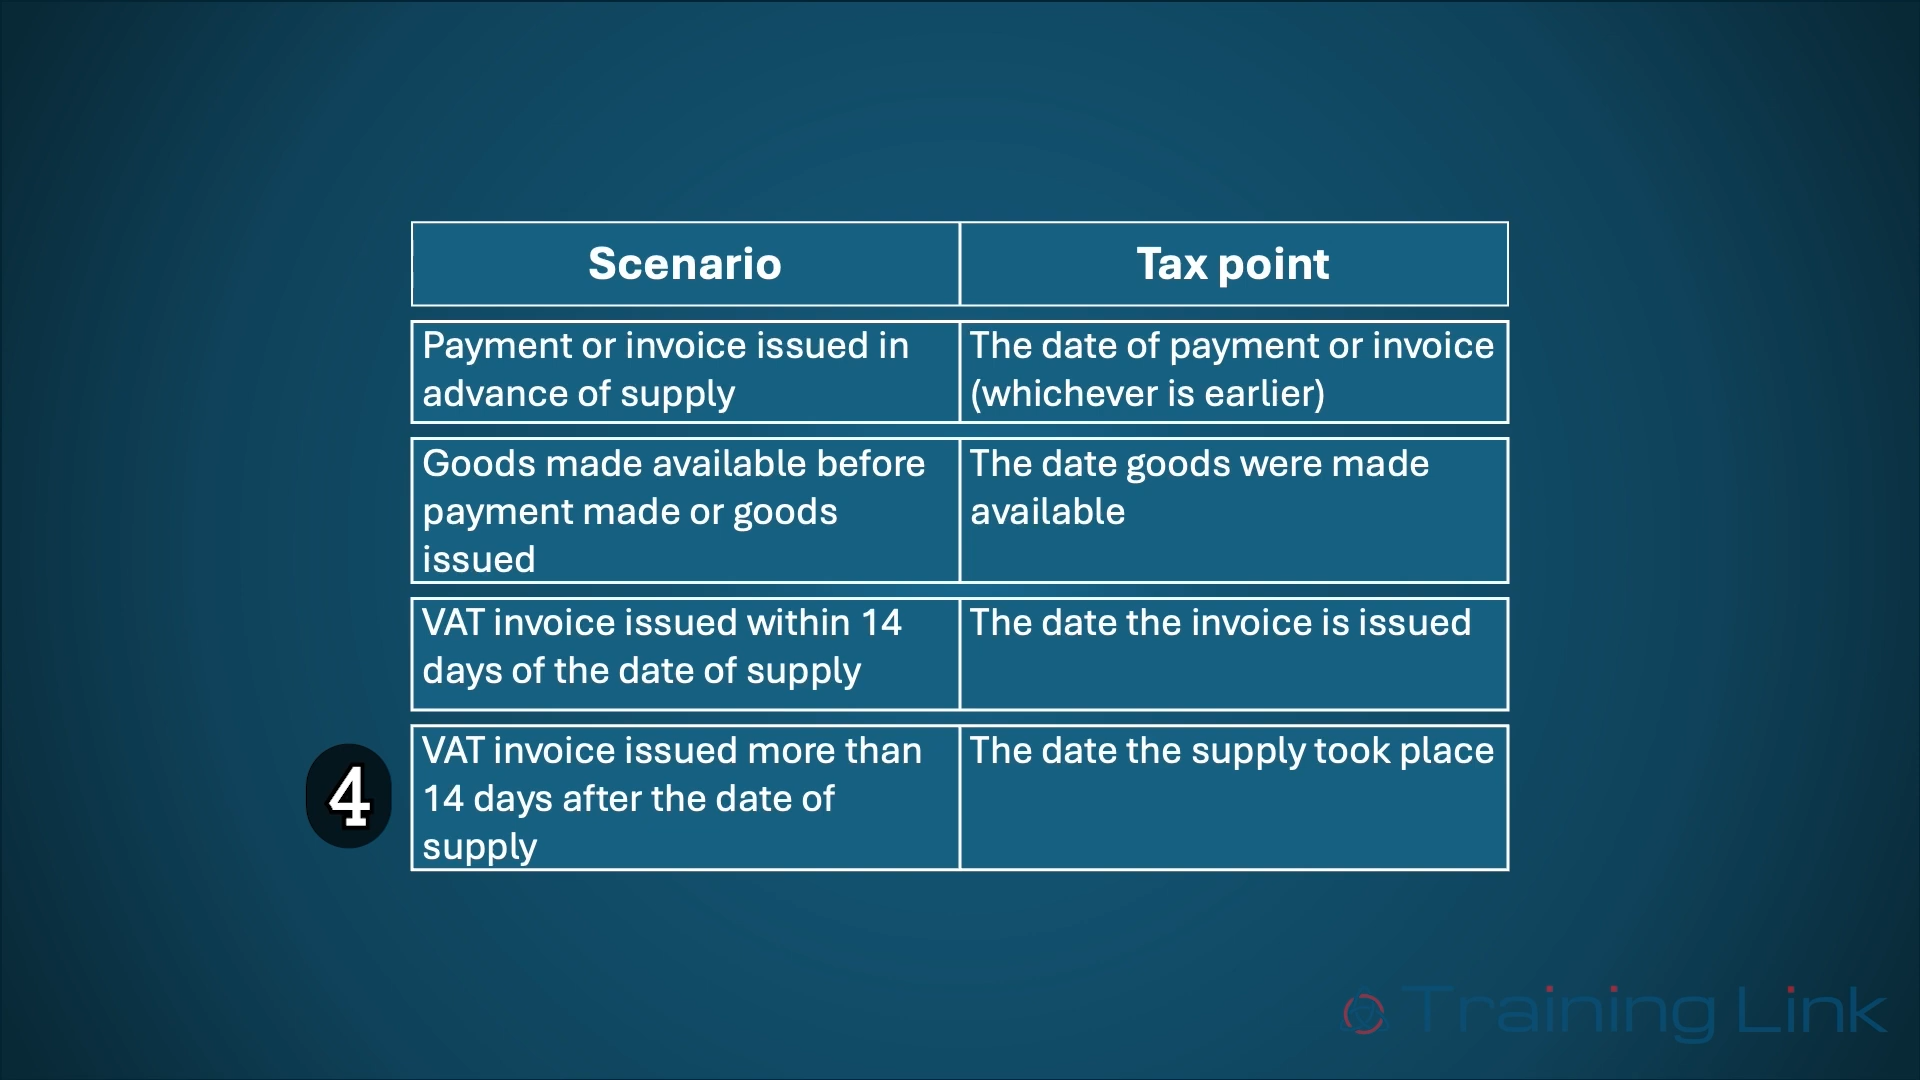 Scenario
Tax point
Payment or invoice issued in
advance of supply
The date of payment or invoice
(whichever is earlier)
Goods made available before
payment made or goods
issued
The date goods were made
available
VAT invoice issued within 14
days of the date of supply
The date the invoice is issued
4
VAT invoice issued more than
14 days after the date of
supply
The date the supply took place
Training Link